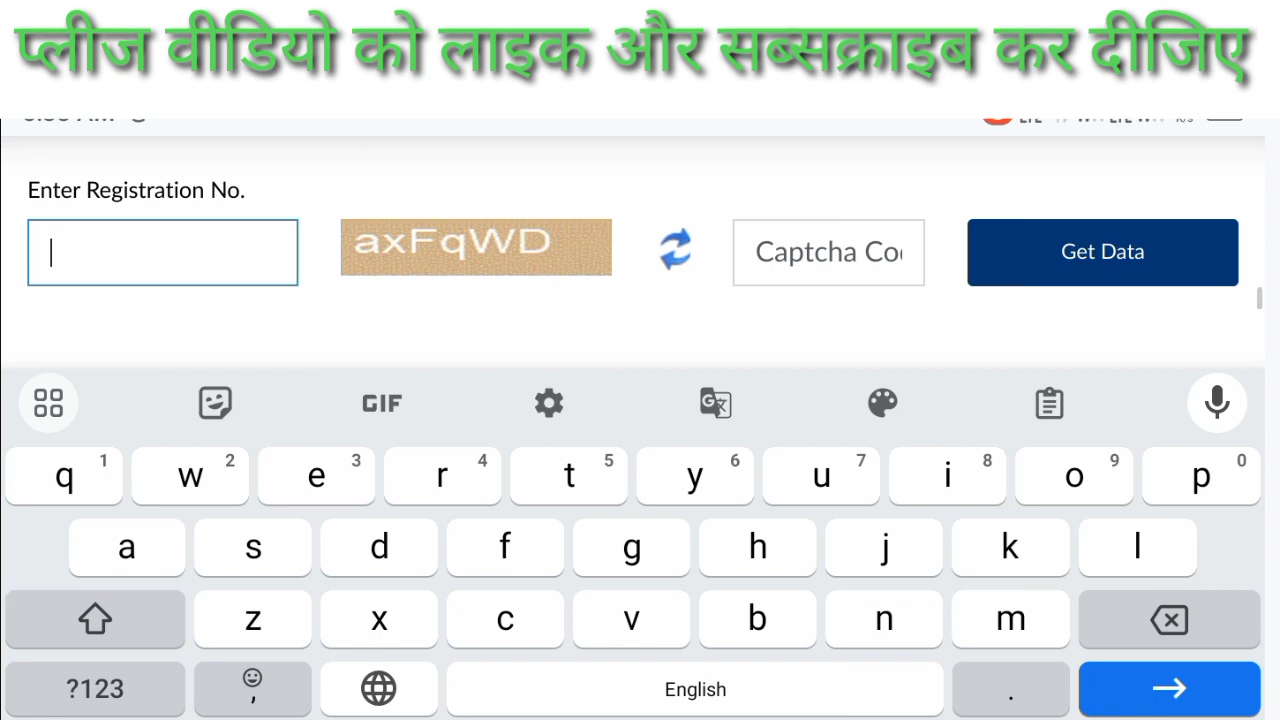 प्लीज वीडियो को लाइक और सब्सक्राइब कर दीजिए
Enter Registration No.
axFqWD
Captcha Co
Get Data
GIF
q 1 w 2 e 3 r 4 t 5 y 6 u 7 i 8 o 9 p 0
a s d f g h j k l
z x c v b n m
?123 , English .